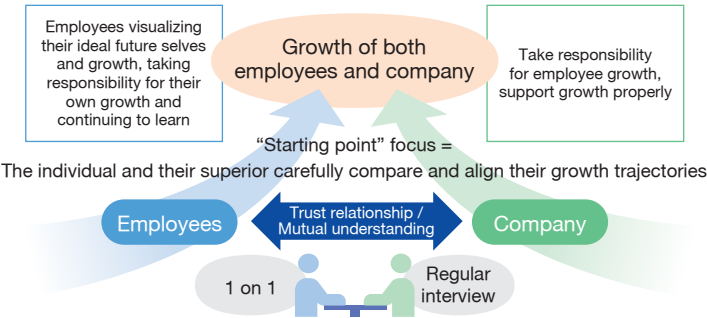 Employees visualizing
their ideal future selves
and growth, taking
responsibility for their
own growth and
continuing to learn
Growth of both
employees and company
Take responsibility
for employee growth,
support growth properly
“Starting point” focus =
The individual and their superior carefully compare and align their growth trajectories
Employees
Trust relationship /
Mutual understanding
Company
1 on 1
Regular
interview